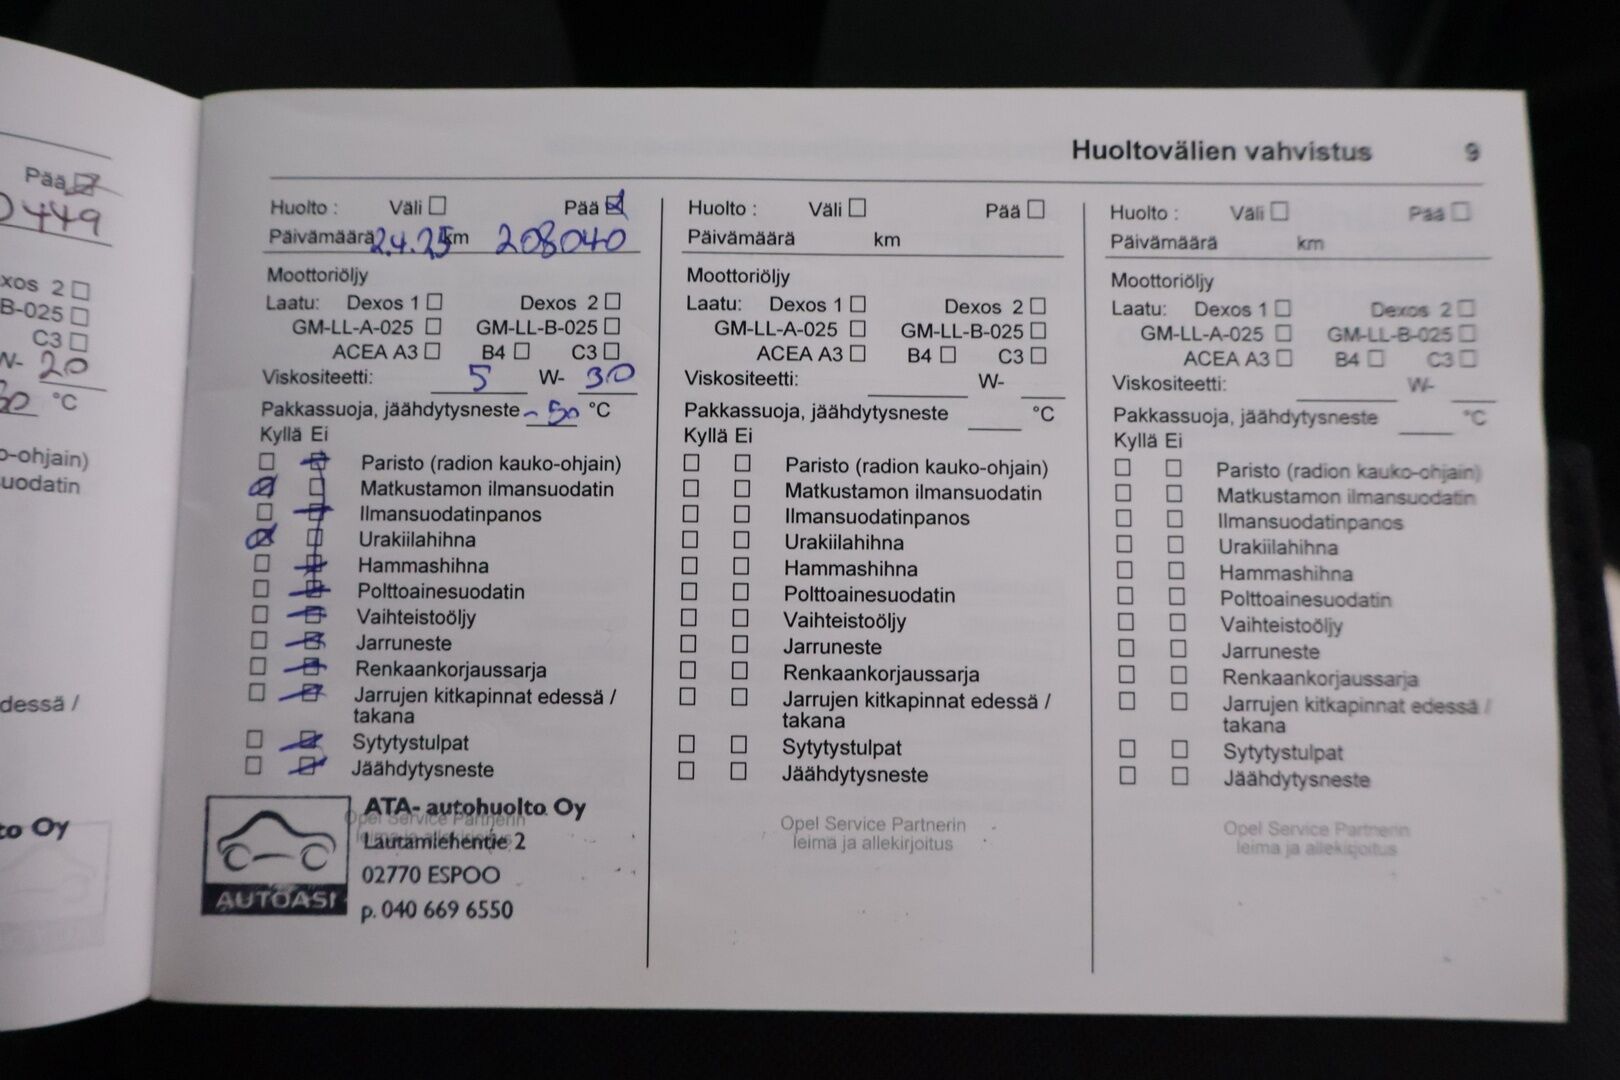 Pää
0449
xos 2
B-025
C3
W- 20
°C
o-ohjain)
uodatin
dessä /
to Oy
Huoltovälien vahvistus 9
Huolto : Väli Pää
Päivämäärä 2.4.25 km 208040
Moottoriöljy
Laatu: Dexos 1 Dexos 2
GM-LL-A-025 GM-LL-B-025
ACEA A3 B4 C3
Viskositeetti: 5 W- 30
Pakkassuoja, jäähdytysneste -50 °C
Kyllä Ei
Paristo (radion kauko-ohjain)
Matkustamon ilmansuodatin
Ilmansuodatinpanos
Urakiilahihna
Hammashihna
Polttoainesuodatin
Vaihteistoöljy
Jarruneste
Renkaankorjaussarja
Jarrujen kitkapinnat edessä /
takana
Sytytystulpat
Jäähdytysneste
Opel Service Partnerin
leima ja allekirjoitus
AUTOASI
ATA- autohuolto Oy
Lautamiehentie 2
02770 ESPOO
p. 040 669 6550
Huolto : Väli Pää
Päivämäärä km
Moottoriöljy
Laatu: Dexos 1 Dexos 2
GM-LL-A-025 GM-LL-B-025
ACEA A3 B4 C3
Viskositeetti: W-
Pakkassuoja, jäähdytysneste °C
Kyllä Ei
Paristo (radion kauko-ohjain)
Matkustamon ilmansuodatin
Ilmansuodatinpanos
Urakiilahihna
Hammashihna
Polttoainesuodatin
Vaihteistoöljy
Jarruneste
Renkaankorjaussarja
Jarrujen kitkapinnat edessä /
takana
Sytytystulpat
Jäähdytysneste
Opel Service Partnerin
leima ja allekirjoitus
Huolto : Väli Pää
Päivämäärä km
Moottoriöljy
Laatu: Dexos 1 Dexos 2
GM-LL-A-025 GM-LL-B-025
ACEA A3 B4 C3
Viskositeetti: W-
Pakkassuoja, jäähdytysneste °C
Kyllä Ei
Paristo (radion kauko-ohjain)
Matkustamon ilmansuodatin
Ilmansuodatinpanos
Urakiilahihna
Hammashihna
Polttoainesuodatin
Vaihteistoöljy
Jarruneste
Renkaankorjaussarja
Jarrujen kitkapinnat edessä /
takana
Sytytystulpat
Jäähdytysneste
Opel Service Partnerin
leima ja allekirjoitus